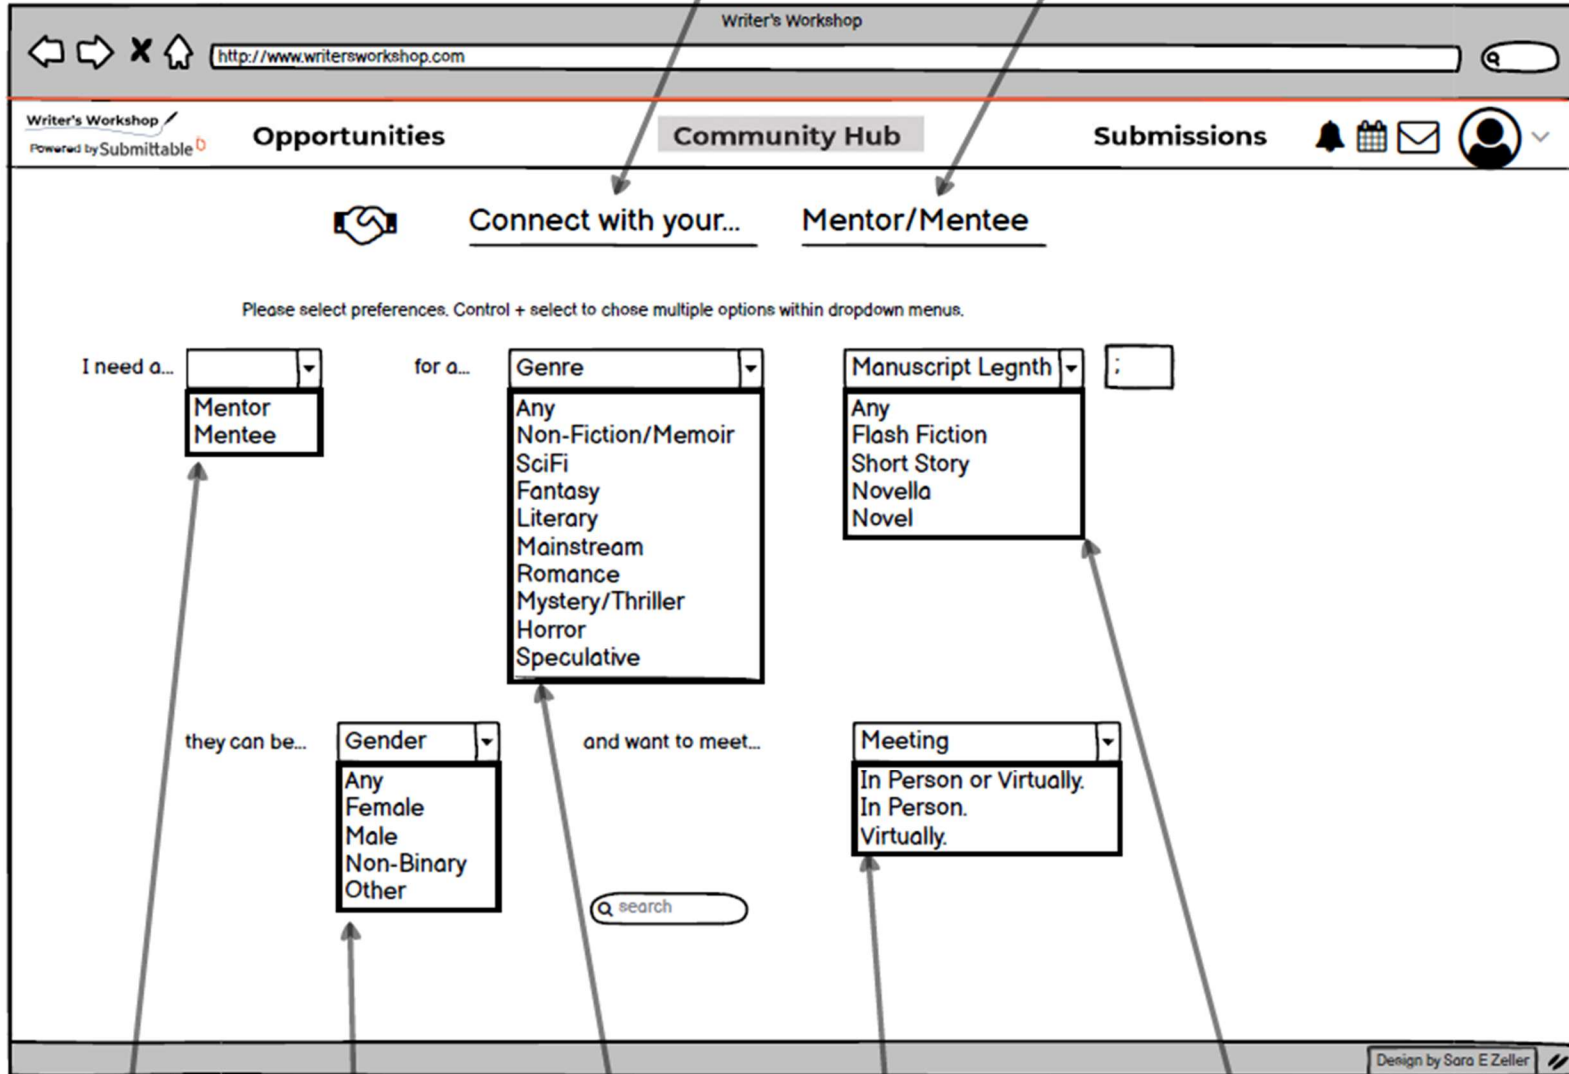 Writer's Workshop
http://www.writersworkshop.com
Writer's Workshop
Powered by Submittable
Opportunities
Community Hub
Submissions
Connect with your...
Mentor/Mentee
Please select preferences. Control + select to chose multiple options within dropdown menus.
I need a...
Mentor
Mentee
for a...
Genre
Any
Non-Fiction/Memoir
SciFi
Fantasy
Literary
Mainstream
Romance
Mystery/Thriller
Horror
Speculative
Manuscript Legnth
Any
Flash Fiction
Short Story
Novella
Novel
;
they can be...
Gender
Any
Female
Male
Non-Binary
Other
and want to meet...
Meeting
In Person or Virtually.
In Person.
Virtually.
search
Design by Sara E Zeller